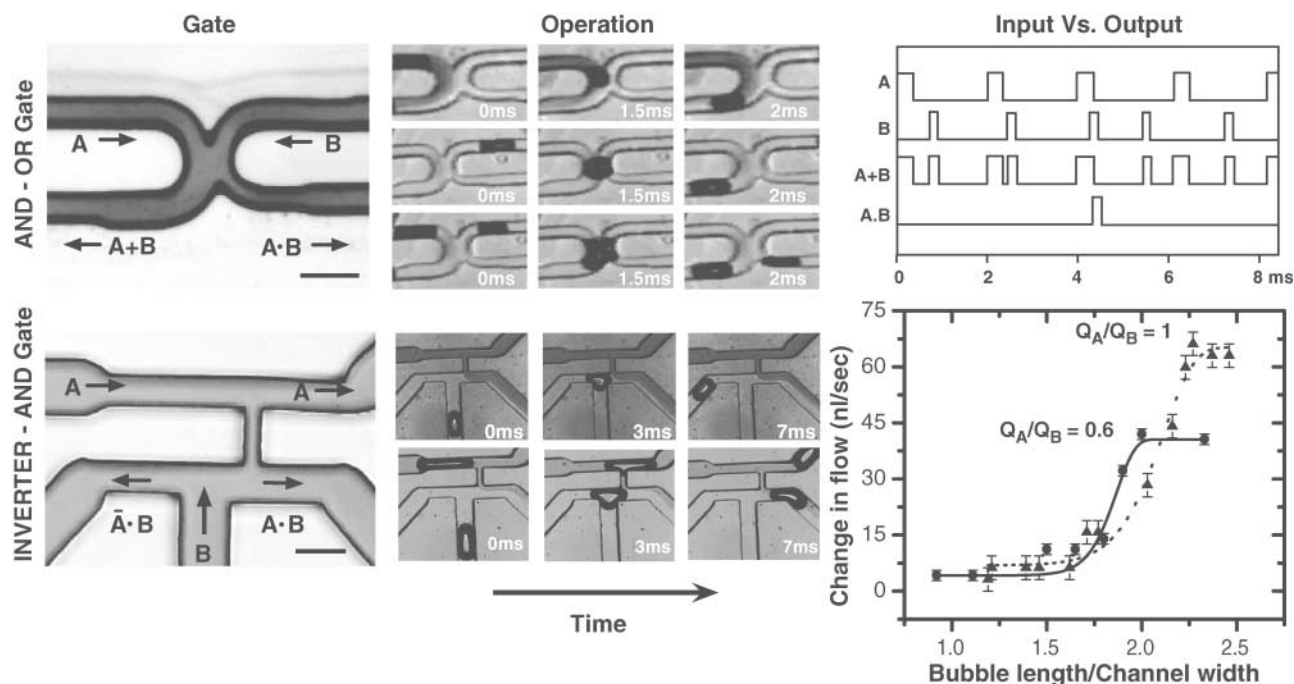 Gate
Operation
Input Vs. Output
AND - OR Gate
A
B
A+B
A·B
0ms
1.5ms
2ms
0ms
1.5ms
2ms
0ms
1.5ms
2ms
A
B
A+B
A.B
0
2
4
6
8 ms
INVERTER - AND Gate
A
A
Ā·B
B
A·B
0ms
3ms
7ms
0ms
3ms
7ms
Time
Change in flow (nl/sec)
75
60
45
30
15
0
Q_A/Q_B = 1
Q_A/Q_B = 0.6
1.0
1.5
2.0
2.5
Bubble length/Channel width